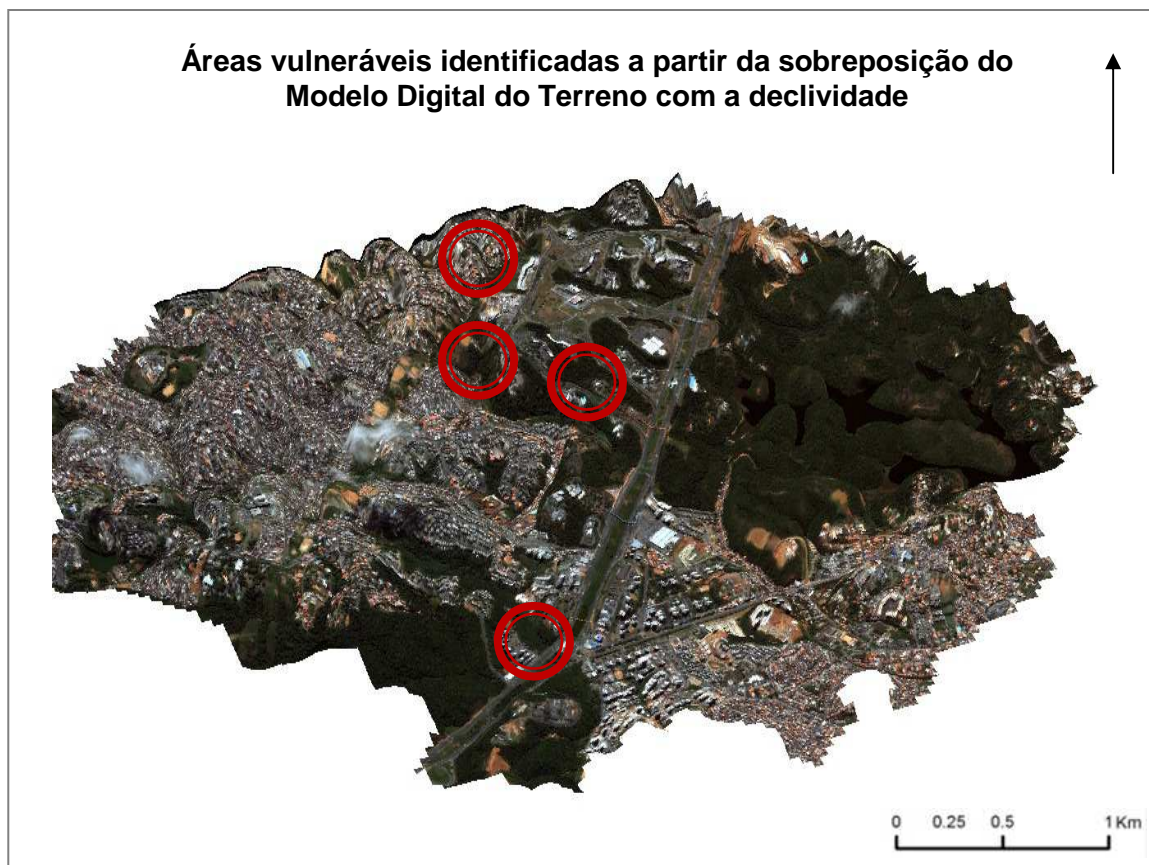 Áreas vulneráveis identificadas a partir da sobreposição do
Modelo Digital do Terreno com a declividade
0 0.25 0.5 1 Km